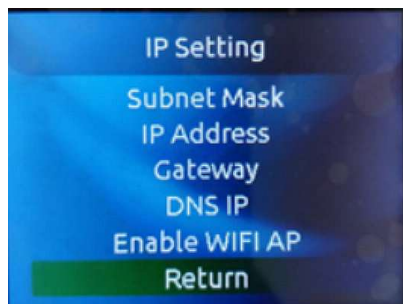 IP Setting
Subnet Mask
IP Address
Gateway
DNS IP
Enable WIFI AP
Return